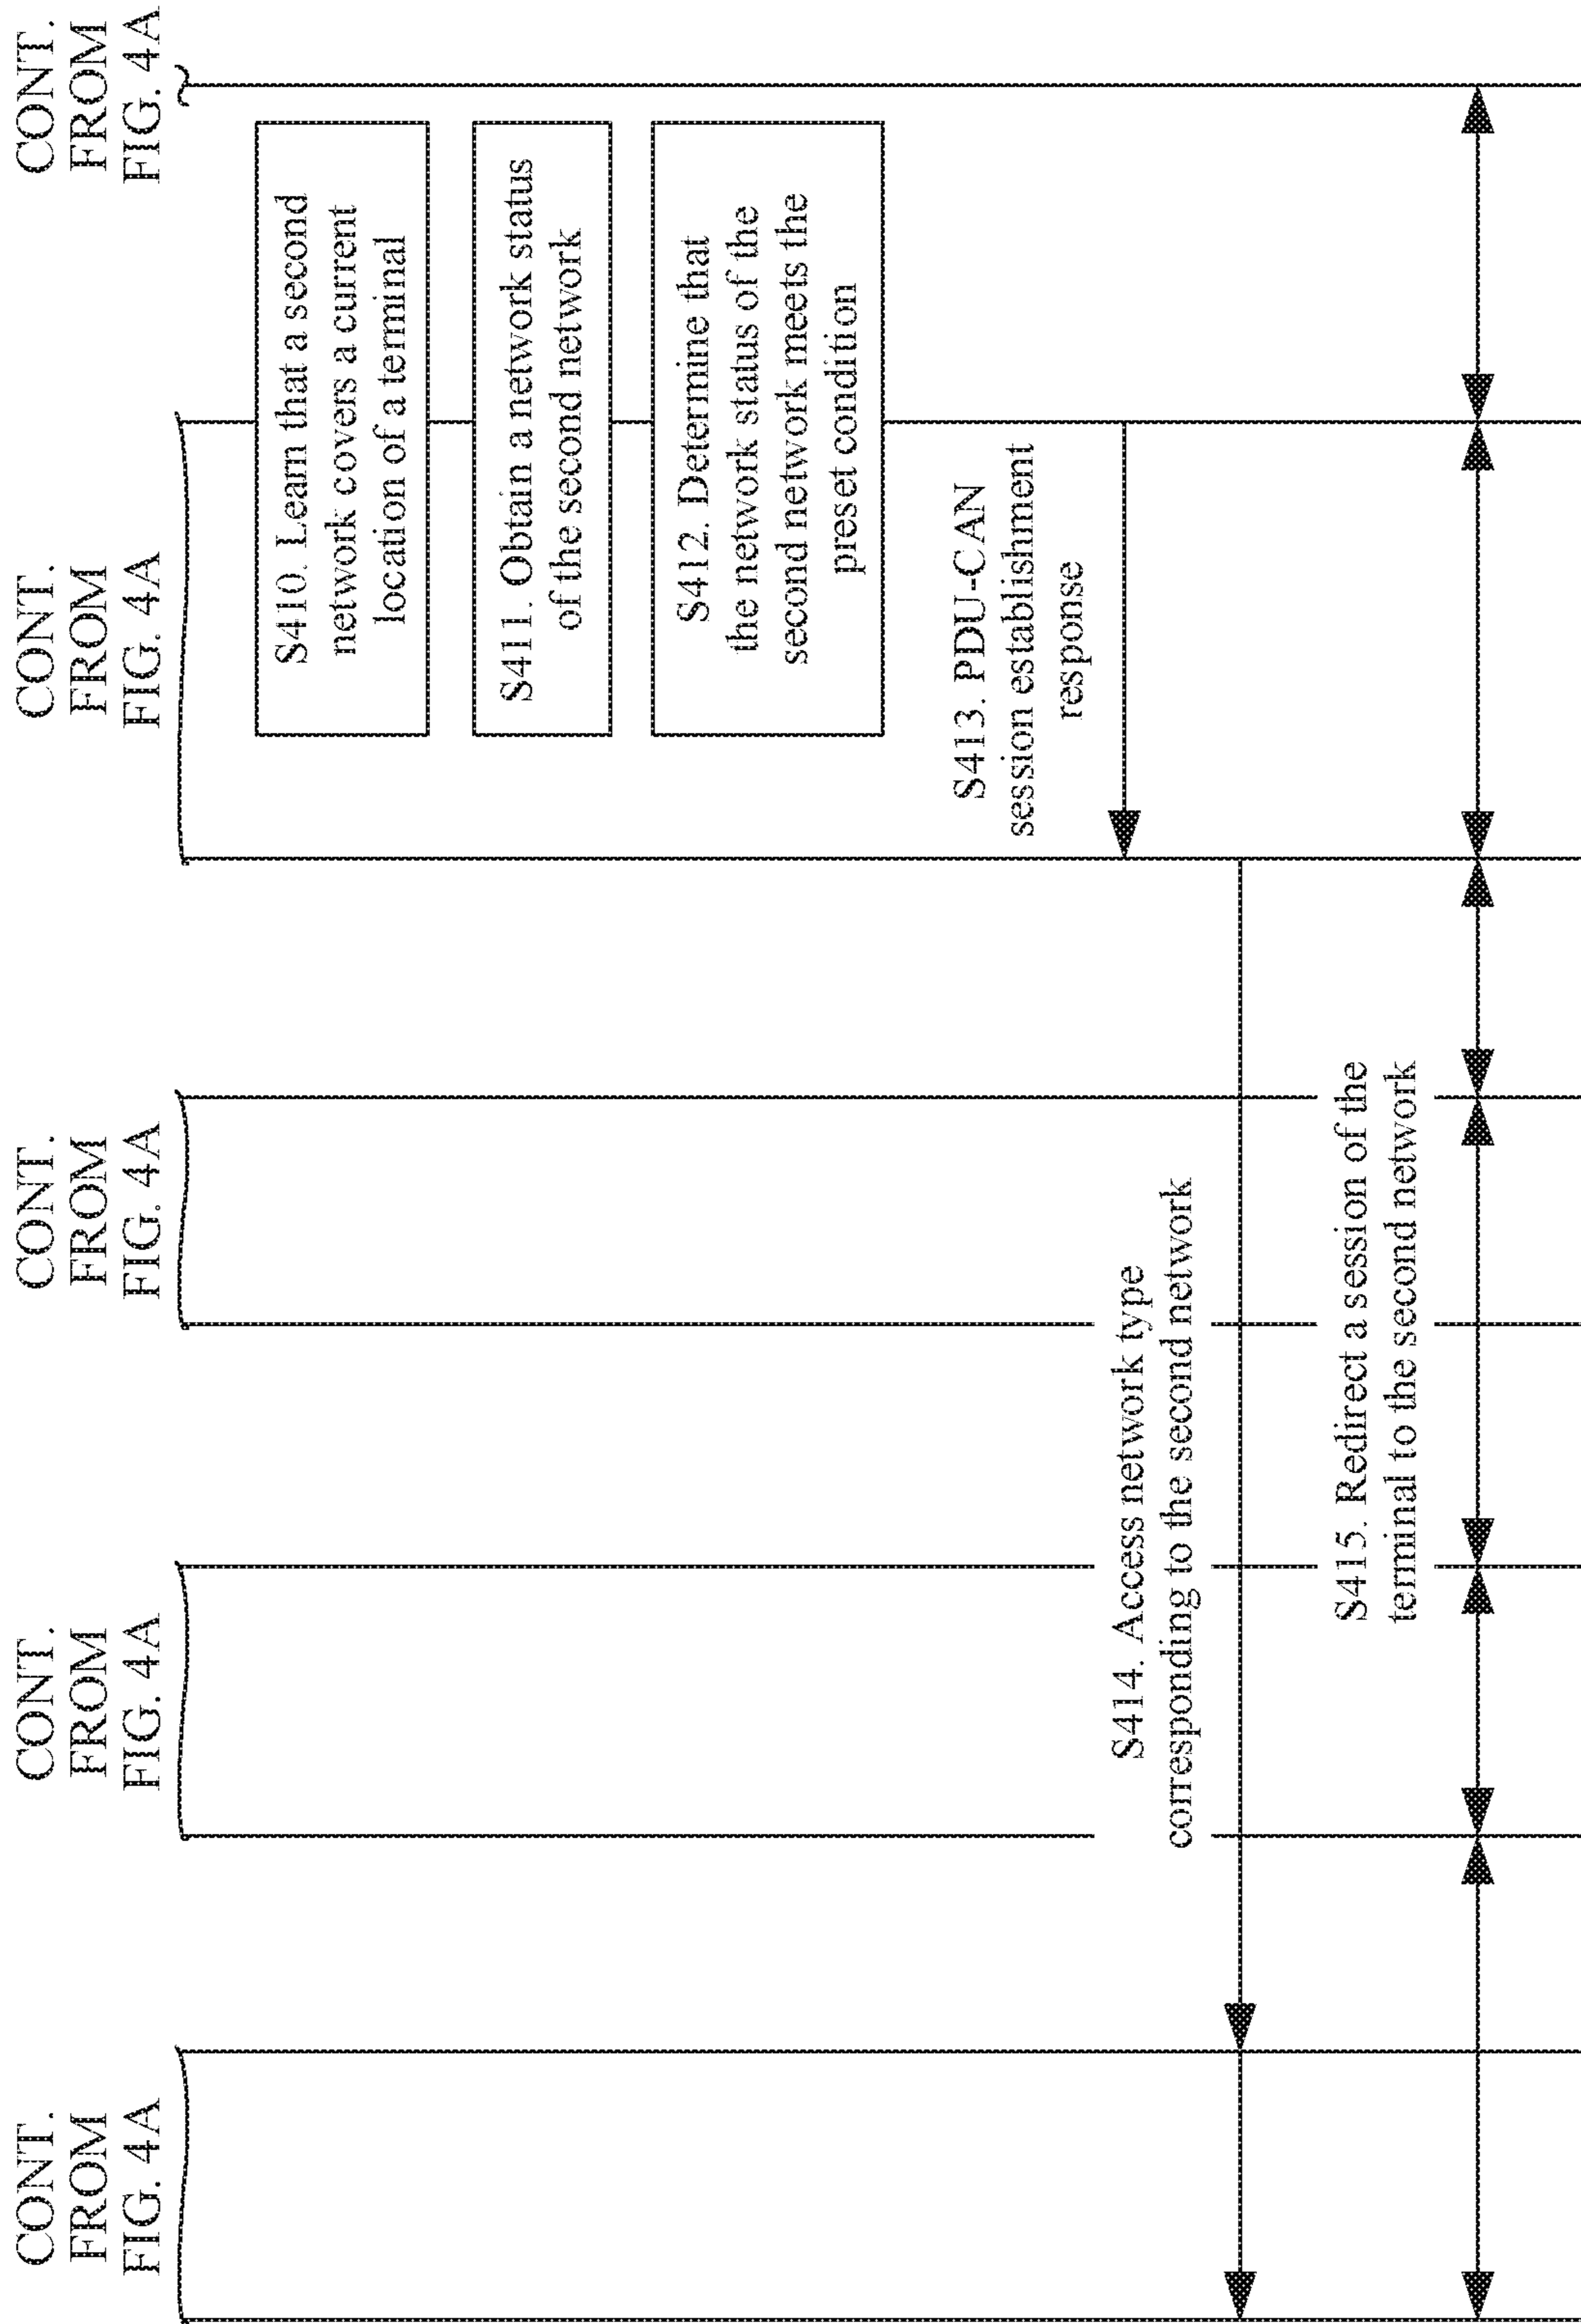 CONT.
FROM
FIG. 4A
CONT.
FROM
FIG. 4A
CONT.
FROM
FIG. 4A
CONT.
FROM
FIG. 4A
CONT.
FROM
FIG. 4A
S410. Learn that a second
network covers a current
location of a terminal
S411. Obtain a network status
of the second network
S412. Determine that
the network status of the
second network meets the
preset condition
S413. PDU-CAN
session establishment
response
S414. Access network type
corresponding to the second network
S415. Redirect a session of the
terminal to the second network